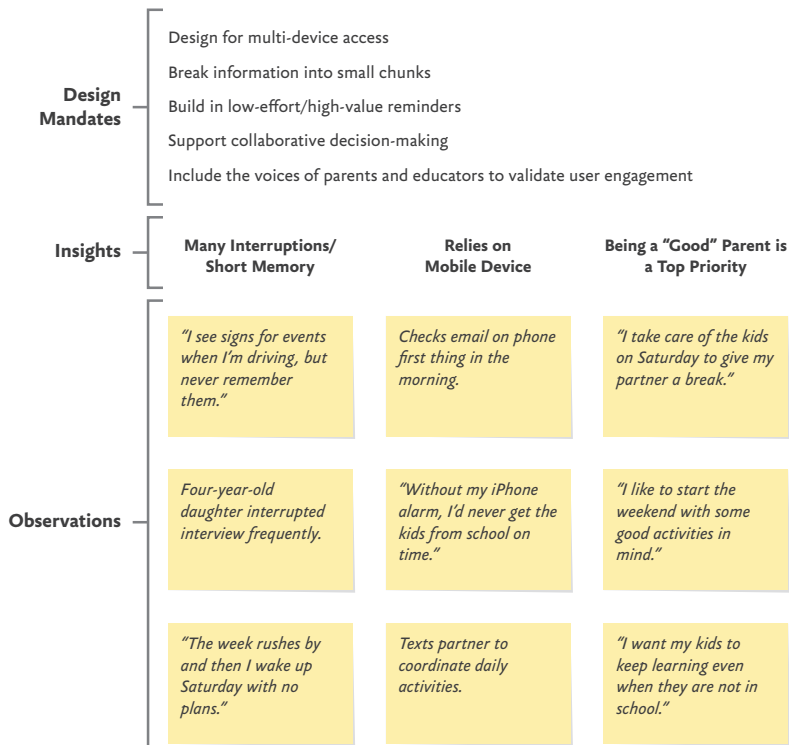 Design
Mandates
Design for multi-device access
Break information into small chunks
Build in low-effort/high-value reminders
Support collaborative decision-making
Include the voices of parents and educators to validate user engagement
Insights
Many Interruptions/
Short Memory
Relies on
Mobile Device
Being a “Good” Parent is
a Top Priority
Observations
“I see signs for events
when I’m driving, but
never remember
them.”
Checks email on phone
first thing in the
morning.
“I take care of the kids
on Saturday to give my
partner a break.”
Four-year-old
daughter interrupted
interview frequently.
“Without my iPhone
alarm, I’d never get the
kids from school on
time.”
“I like to start the
weekend with some
good activities in
mind.”
“The week rushes by
and then I wake up
Saturday with no
plans.”
Texts partner to
coordinate daily
activities.
“I want my kids to
keep learning even
when they are not in
school.”